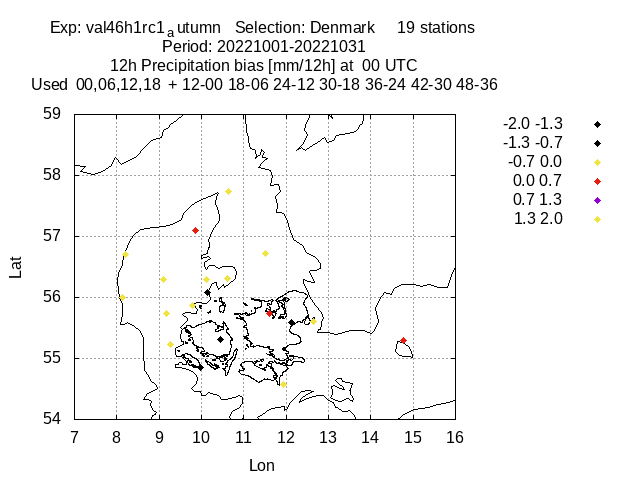 Exp: val46h1rc1_autumn   Selection: Denmark     19 stations
Period: 20221001-20221031
12h Precipitation bias [mm/12h] at  00 UTC
Used  00,06,12,18  + 12-00 18-06 24-12 30-18 36-24 42-30 48-36
-2.0 -1.3
-1.3 -0.7
-0.7 0.0
0.0 0.7
0.7 1.3
1.3 2.0
59
58
57
56
55
54
Lat
7 8 9 10 11 12 13 14 15 16
Lon